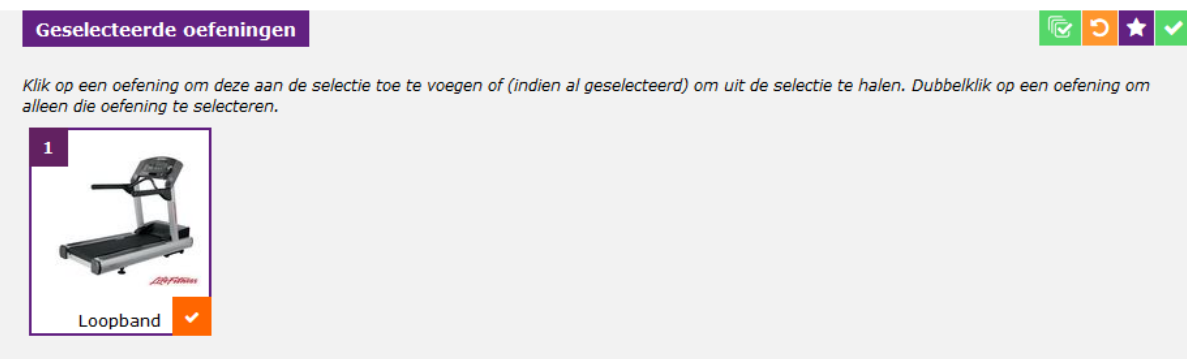 Geselecteerde oefeningen
Klik op een oefening om deze aan de selectie toe te voegen of (indien al geselecteerd) om uit de selectie te halen. Dubbelklik op een oefening om
alleen die oefening te selecteren.
1
LifeFitness
Loopband